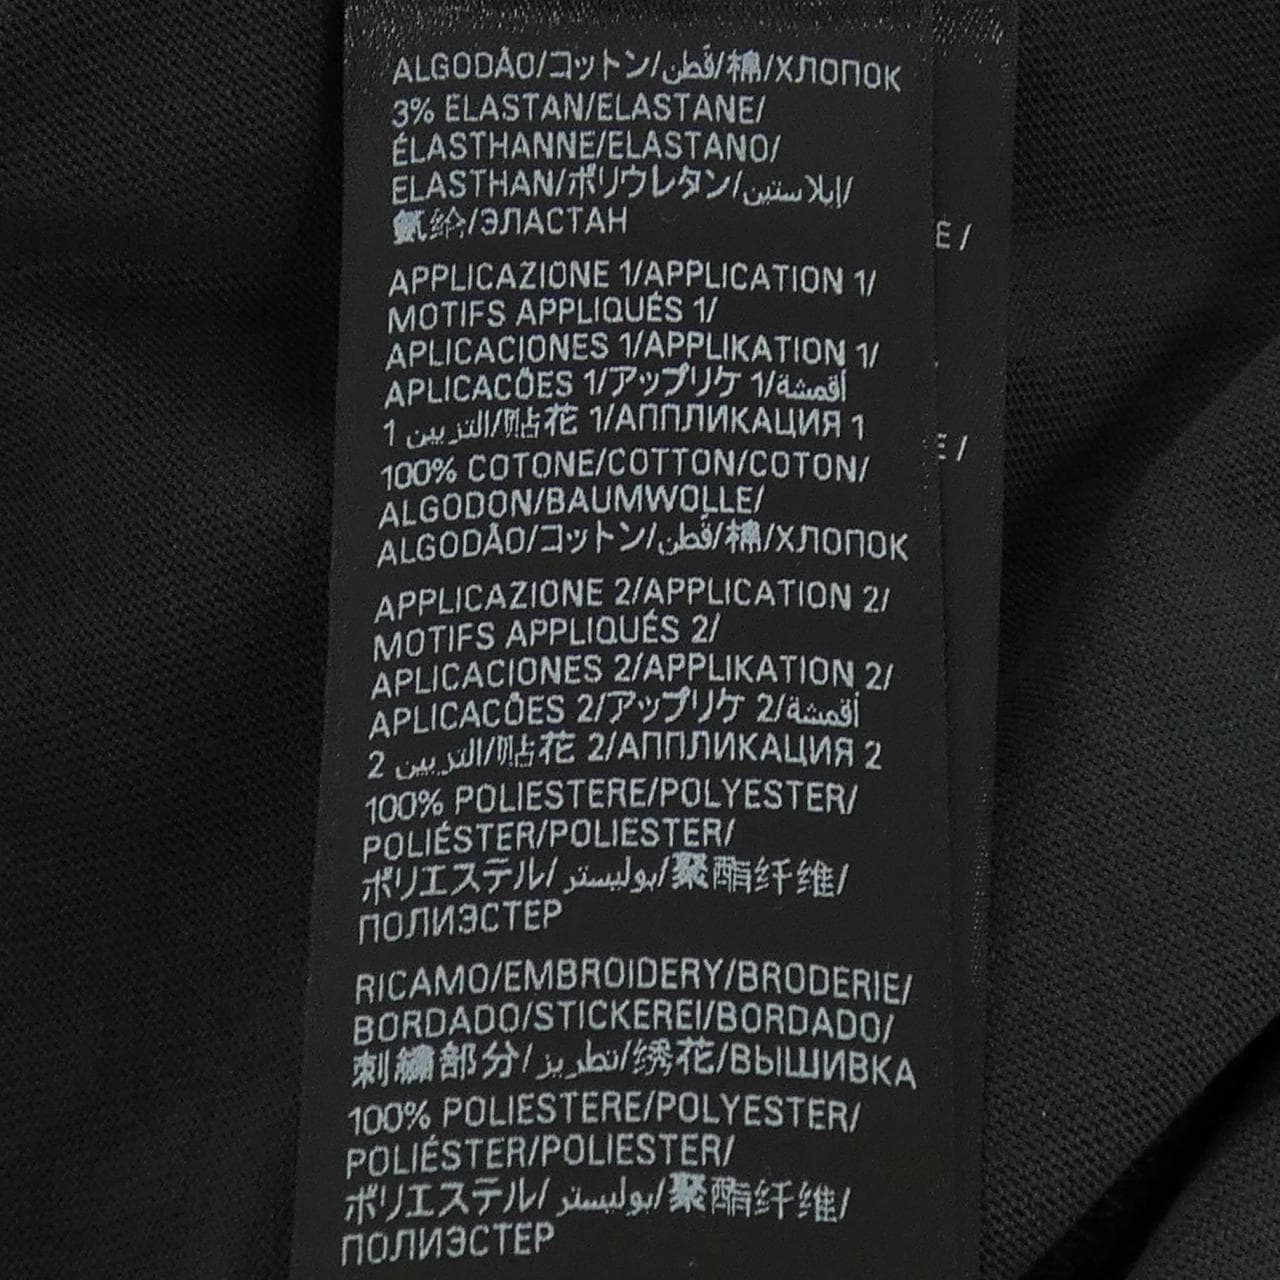 ALGODÃO/コットン/قطن/棉/ХЛОПОК
3% ELASTAN/ELASTANE/
ÉLASTHANNE/ELASTANO/
ELASTHAN/ポリウレタン/إيلاستين/
氨纶/ЭЛАСТАН
APPLICAZIONE 1/APPLICATION 1/
MOTIFS APPLIQUÉS 1/
APLICACIONES 1/APPLIKATION 1/
APLICACÕES 1/アップリケ 1/أقمشة
التزيين 1/贴花 1/АППЛИКАЦИЯ 1
100% COTONE/COTTON/COTON/
ALGODON/BAUMWOLLE/
ALGODÃO/コットン/قطن/棉/ХЛОПОК
APPLICAZIONE 2/APPLICATION 2/
MOTIFS APPLIQUÉS 2/
APLICACIONES 2/APPLIKATION 2/
APLICACÕES 2/アップリケ 2/أقمشة
التزيين 2/贴花 2/АППЛИКАЦИЯ 2
100% POLIESTERE/POLYESTER/
POLIÉSTER/POLIESTER/
ポリエステル/بوليستر/聚酯纤维/
ПОЛИЭСТЕР
RICAMO/EMBROIDERY/BRODERIE/
BORDADO/STICKEREI/BORDADO/
刺繍部分/تطريز/绣花/ВЫШИВКА
100% POLIESTERE/POLYESTER/
POLIÉSTER/POLIESTER/
ポリエステル/بوليستر/聚酯纤维/
ПОЛИЭСТЕР
E/
E/